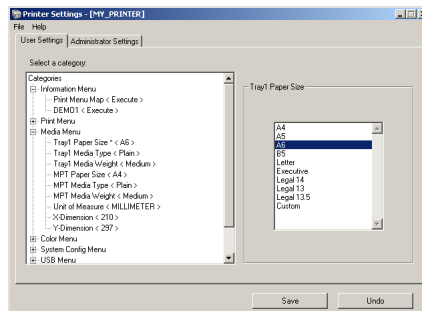 Printer Settings - [MY_PRINTER]
File Help
User Settings Administrator Settings
Select a category:
Categories
Information Menu
Print Menu Map < Execute >
DEMO1 < Execute >
Print Menu
Media Menu
Tray1 Paper Size * < A6 >
Tray1 Media Type < Plain >
Tray1 Media Weight < Medium >
MPT Paper Size < A4 >
MPT Media Type < Plain >
MPT Media Weight < Medium >
Unit of Measure < MILLIMETER >
X-Dimension < 210 >
Y-Dimension < 297 >
Color Menu
System Config Menu
USB Menu
Tray1 Paper Size
A4
A5
A6
B5
Letter
Executive
Legal 14
Legal 13
Legal 13.5
Custom
Save Undo